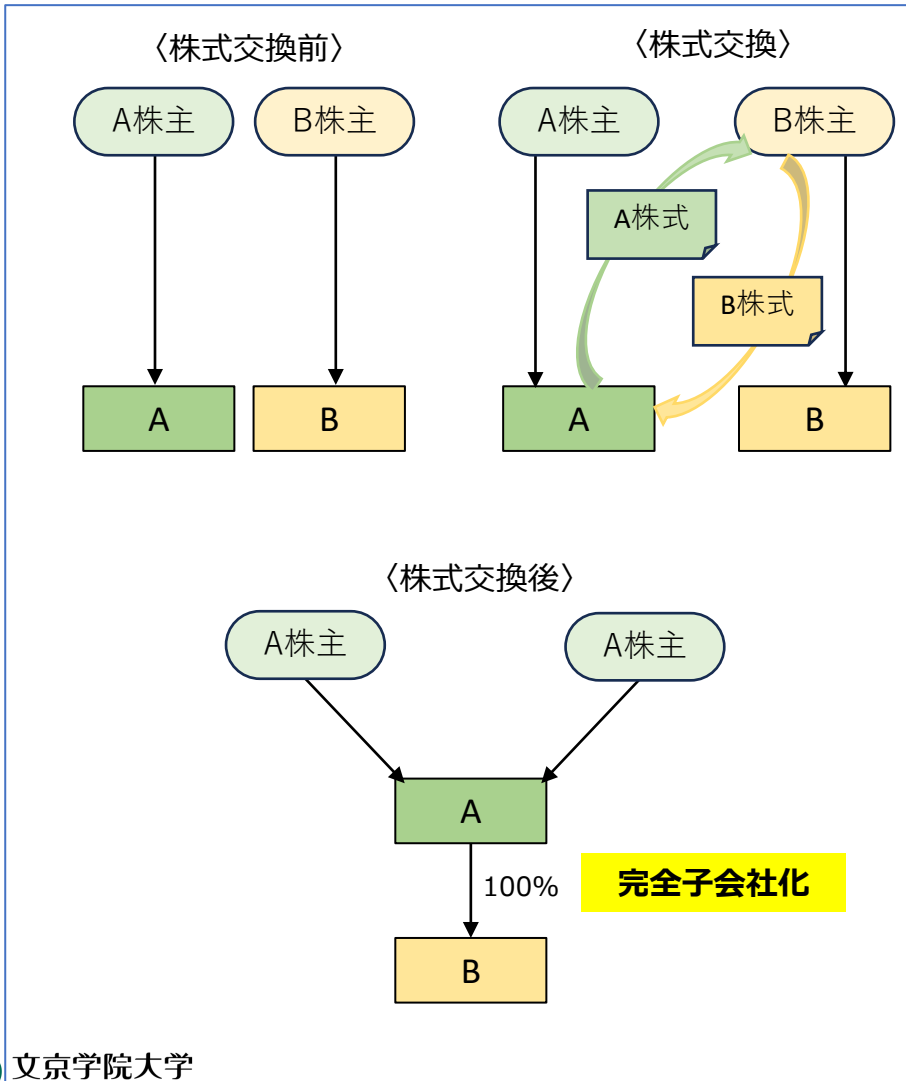 〈株式交換前〉
〈株式交換〉
A株主
B株主
A株主
B株主
A株式
B株式
A
B
A
B
〈株式交換後〉
A株主
A株主
A
100%
完全子会社化
B
文京学院大学